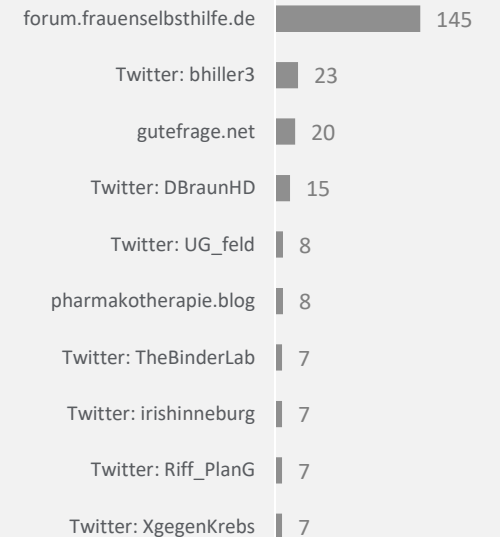 forum.frauenselbsthilfe.de 145
Twitter: bhiller3 23
gutefrage.net 20
Twitter: DBraunHD 15
Twitter: UG_feld 8
pharmakotherapie.blog 8
Twitter: TheBinderLab 7
Twitter: irishinneburg 7
Twitter: Riff_PlanG 7
Twitter: XgegenKrebs 7